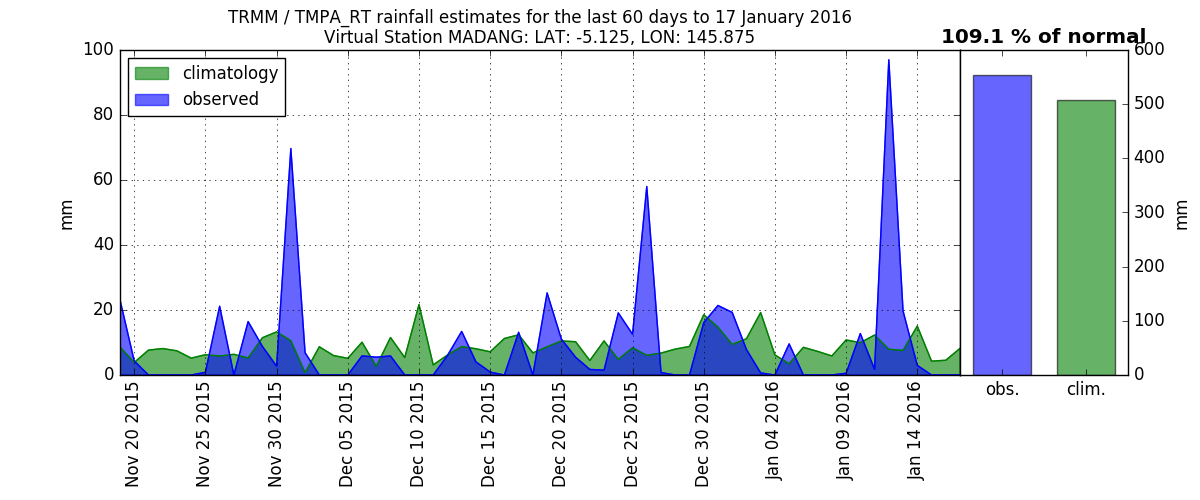 TRMM / TMPA_RT rainfall estimates for the last 60 days to 17 January 2016
Virtual Station MADANG: LAT: -5.125, LON: 145.875
109.1 % of normal
climatology
observed
100
80
60
40
20
0
mm
600
500
400
300
200
100
0
mm
Nov 20 2015
Nov 25 2015
Nov 30 2015
Dec 05 2015
Dec 10 2015
Dec 15 2015
Dec 20 2015
Dec 25 2015
Dec 30 2015
Jan 04 2016
Jan 09 2016
Jan 14 2016
obs.
clim.